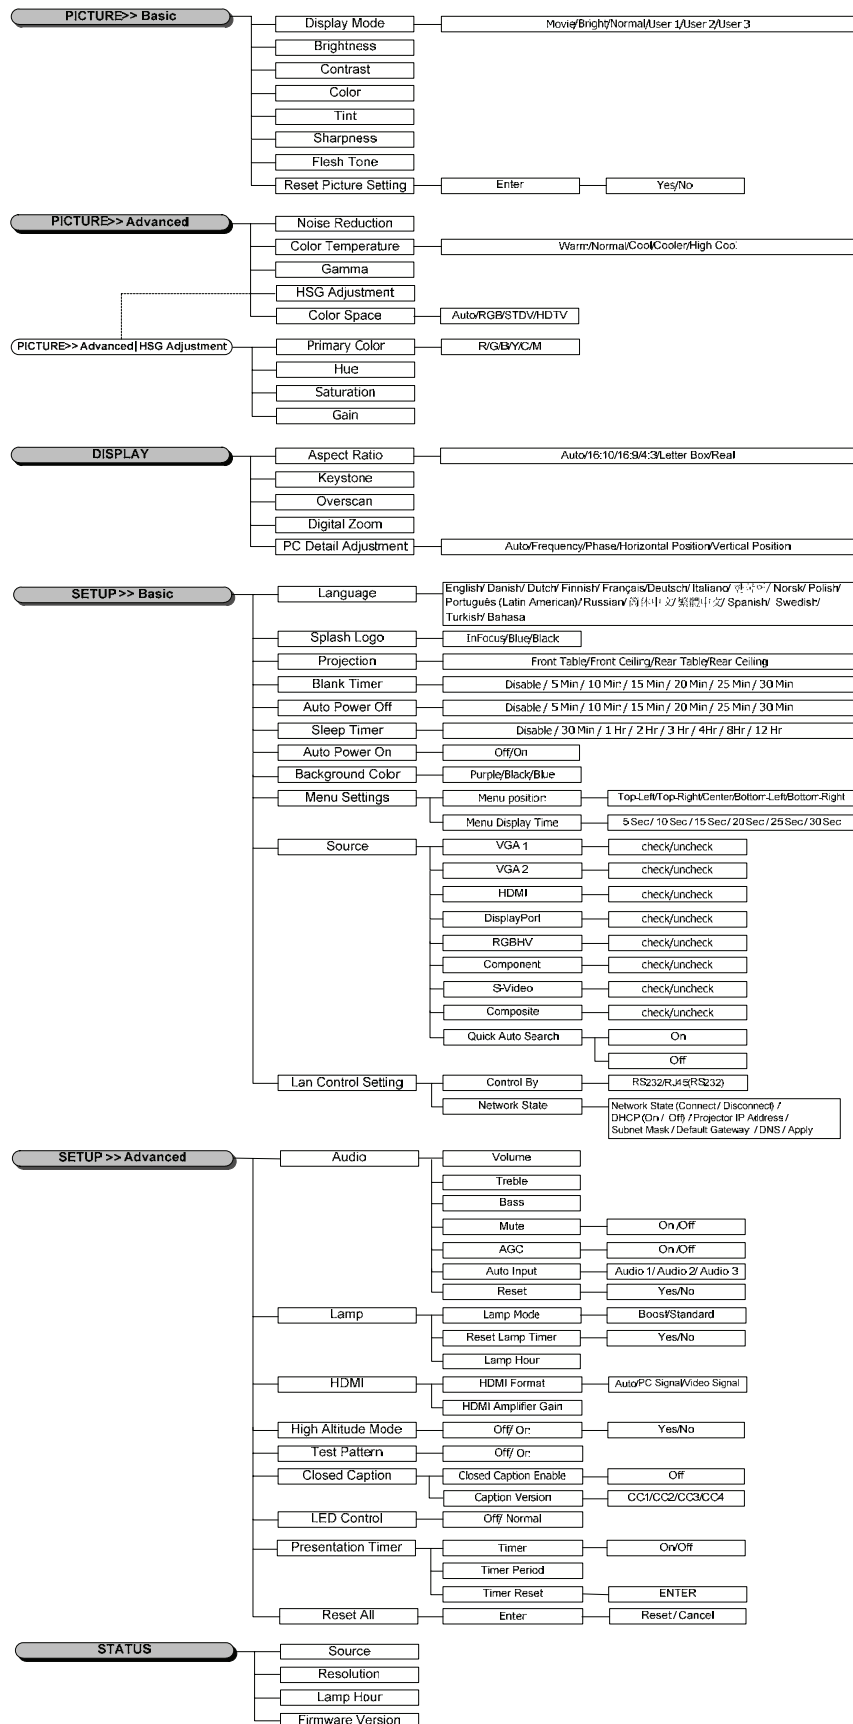 PICTURE>> Basic
Display Mode
Movie/Bright/Normal/User 1/User 2/User 3
Brightness
Contrast
Color
Tint
Sharpness
Flesh Tone
Reset Picture Setting
Enter
Yes/No
PICTURE>> Advanced
Noise Reduction
Color Temperature
Warm/Normal/Cool/Cooler/High Cool
Gamma
HSG Adjustment
Color Space
Auto/RGB/STDV/HDTV
PICTURE>> Advanced|HSG Adjustment
Primary Color
R/G/B/Y/C/M
Hue
Saturation
Gain
DISPLAY
Aspect Ratio
Auto/16:10/16:9/4:3/Letter Box/Real
Keystone
Overscan
Digital Zoom
PC Detail Adjustment
Auto/Frequency/Phase/Horizontal Position/Vertical Position
SETUP >> Basic
Language
English/ Danish/ Dutch/ Finnish/ Français/Deutsch/ Italiano/ 한국어/ Norsk/ Polish/
Português (Latin American)/Russian/ 简体中文/ 繁體中文/ Spanish/ Swedish/
Turkish/ Bahasa
Splash Logo
InFocus/Blue/Black
Projection
Front Table/Front Ceiling/Rear Table/Rear Ceiling
Blank Timer
Disable / 5 Min / 10 Min / 15 Min / 20 Min / 25 Min / 30 Min
Auto Power Off
Disable / 5 Min / 10 Min / 15 Min / 20 Min / 25 Min / 30 Min
Sleep Timer
Disable / 30 Min / 1 Hr / 2 Hr / 3 Hr / 4Hr / 8Hr / 12 Hr
Auto Power On
Off/On
Background Color
Purple/Black/Blue
Menu Settings
Menu position
Top-Left/Top-Right/Center/Bottom-Left/Bottom-Right
Menu Display Time
5 Sec / 10 Sec / 15 Sec / 20 Sec / 25 Sec / 30 Sec
Source
VGA 1
check/uncheck
VGA 2
check/uncheck
HDMI
check/uncheck
DisplayPort
check/uncheck
RGBHV
check/uncheck
Component
check/uncheck
S-Video
check/uncheck
Composite
check/uncheck
Quick Auto Search
On
Off
Lan Control Setting
Control By
RS232/RJ45(RS232)
Network State
Network State (Connect / Disconnect) /
DHCP (On / Off) / Projector IP Address /
Subnet Mask / Default Gateway / DNS / Apply
SETUP >> Advanced
Audio
Volume
Treble
Bass
Mute
On /Off
AGC
On /Off
Auto Input
Audio 1/ Audio 2/ Audio 3
Reset
Yes/No
Lamp
Lamp Mode
Boost/Standard
Reset Lamp Timer
Yes/No
Lamp Hour
HDMI
HDMI Format
Auto/PC Signal/Video Signal
HDMI Amplifier Gain
High Altitude Mode
Off/ On
Yes/No
Test Pattern
Off/ On
Closed Caption
Closed Caption Enable
Off
Caption Version
CC1/CC2/CC3/CC4
LED Control
Off/ Normal
Presentation Timer
Timer
On/Off
Timer Period
Timer Reset
ENTER
Reset All
Enter
Reset / Cancel
STATUS
Source
Resolution
Lamp Hour
Firmware Version